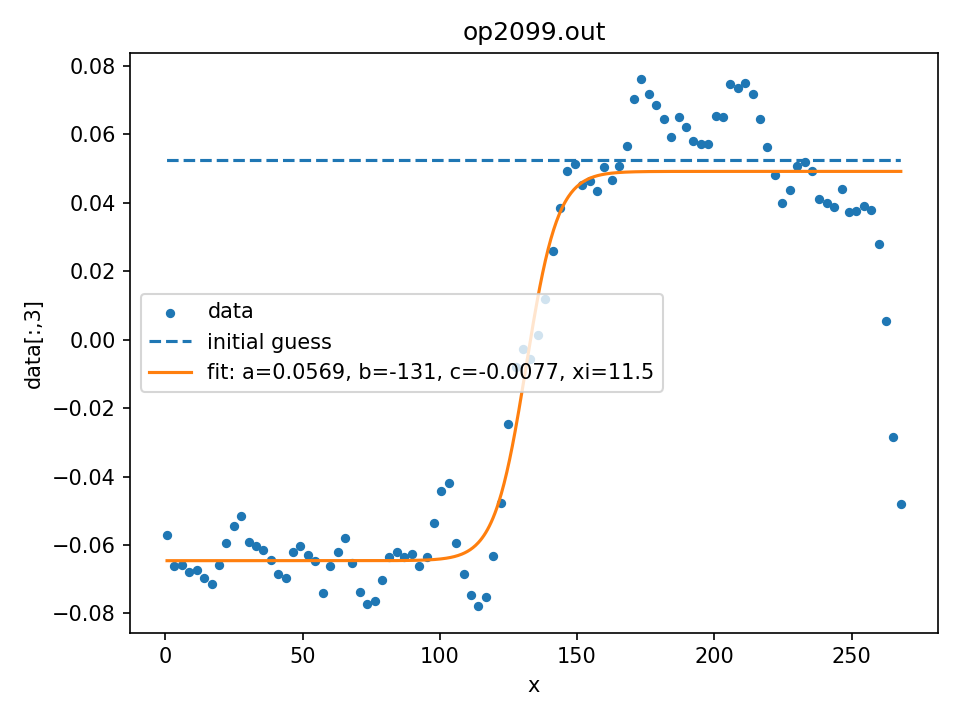 op2099.out
0.08
0.06
0.04
0.02
0.00
−0.02
−0.04
−0.06
−0.08
data[:,3]
data
initial guess
fit: a=0.0569, b=-131, c=-0.0077, xi=11.5
0 50 100 150 200 250
x